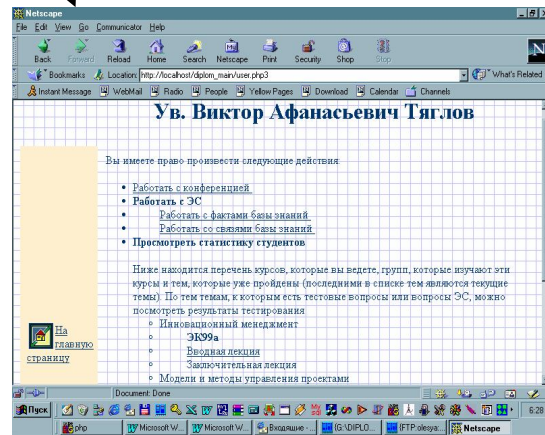 Netscape
File Edit View Go Communicator Help
Back Forward Reload Home Search Netscape Print Security Shop Stop
Bookmarks Location: http://localhost/diplom_main/user.php3 What's Related
Instant Message WebMail Radio People Yellow Pages Download Calendar Channels
Ув. Виктор Афанасьевич Тяглов
Вы имеете право произвести следующие действия
Работать с конференцией
Работать с ЭС
Работать с фактами базы знаний
Работать со связями базы знаний
Просмотреть статистику студентов
Ниже находится перечень курсов, которые вы ведете, групп, которые изучают эти
курсы и тем, которые уже пройдены (последними в списке тем являются текущие
темы). По тем темам, к которым есть тестовые вопросы или вопросы ЭС, можно
посмотреть результаты тестирования
Инновационный менеджмент
ЭК99а
Вводная лекция
Заключительная лекция
Модели и методы управления проектами
На
главную
страницу
Document: Done
Пуск
6:28
php Microsoft W... Microsoft W... Входящие - ... (G:\DIPLO... (FTP:olesya:... Netscape